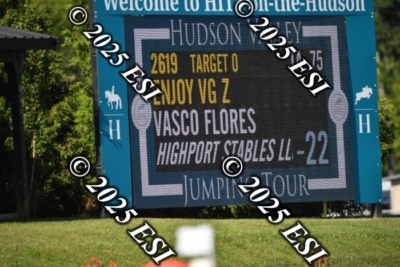 Welcome to HITS-on-the-Hudson
HUDSON VALLEY
2619 TARGET 0 75
ENJOY VG Z
VASCO FLORES
HIGHPORT STABLES LL. -22
JUMPING TOUR
H
H
© 2025 ESI
© 2025 ESI
© 2025 ESI
© 2025 ESI